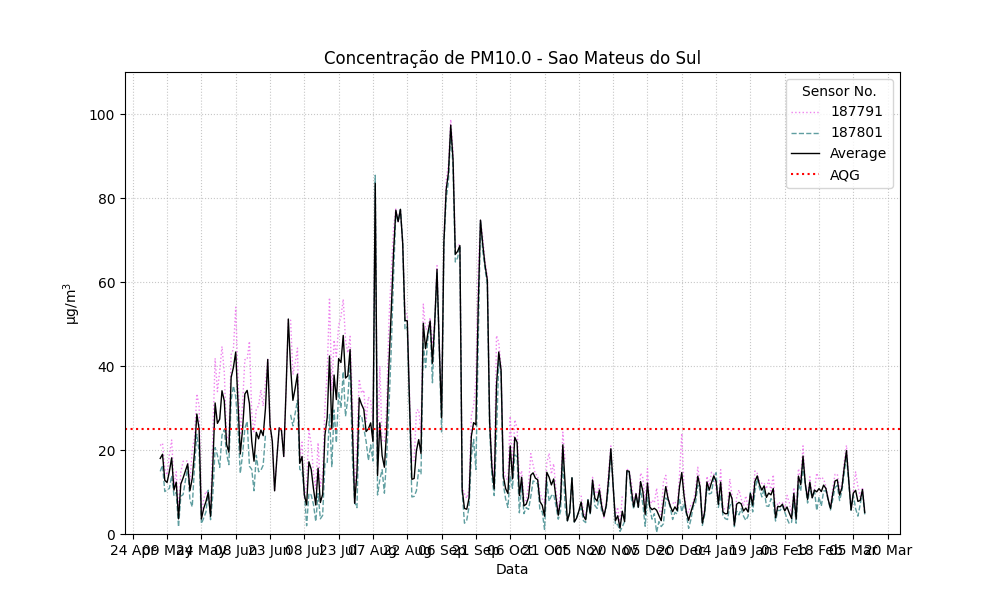 Concentração de PM10.0 - Sao Mateus do Sul
Sensor No.
187791
187801
Average
AQG
100
80
60
40
20
0
µg/m³
24 Apr 09 May 24 May 08 Jun 23 Jun 08 Jul 23 Jul 07 Aug 22 Aug 06 Sep 21 Sep 06 Oct 21 Oct 05 Nov 20 Nov 05 Dec 20 Dec 04 Jan 19 Jan 03 Feb 18 Feb 05 Mar 20 Mar
Data